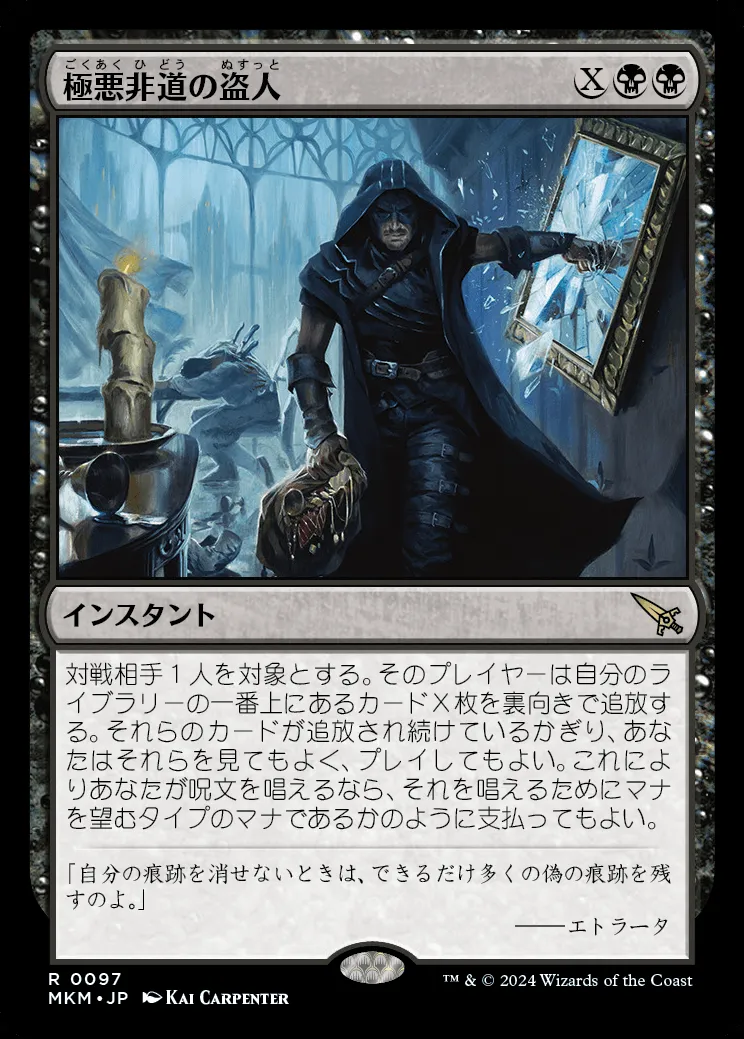 ごくあく ひ どう ぬすっと
極悪非道の盗人 X
インスタント
対戦相手1人を対象とする。そのプレイヤーは自分のラ
イブラリーの一番上にあるカードX枚を裏向きで追放す
る。それらのカードが追放され続けているかぎり、あな
たはそれらを見てもよく、プレイしてもよい。これによ
りあなたが呪文を唱えるなら、それを唱えるためにマナ
を望むタイプのマナであるかのように支払ってもよい。
「自分の痕跡を消せないときは、できるだけ多くの偽の痕跡を残
すのよ。」
――エトラータ
R 0097
MKM • JP KAI CARPENTER
™ & © 2024 Wizards of the Coast